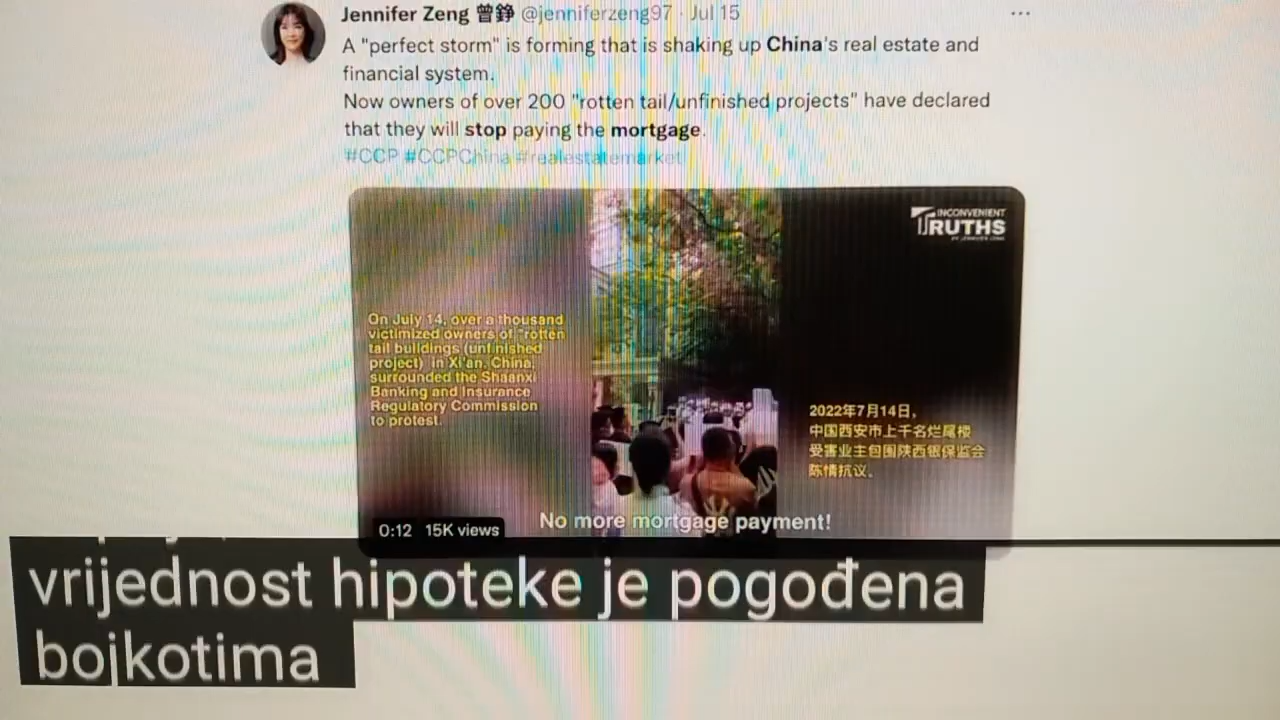 Jennifer Zeng 曾錚 @jenniferzeng97 · Jul 15
A "perfect storm" is forming that is shaking up China's real estate and
financial system.
Now owners of over 200 "rotten tail/unfinished projects" have declared
that they will stop paying the mortgage.
#CCP #CCPChina #realestatemarket
INCONVENIENT
TRUTHS
On July 14, over a thousand
victimized owners of "rotten
tail buildings (unfinished
project)" in Xi'an, China,
surrounded the Shaanxi
Banking and Insurance
Regulatory Commission
to protest.
2022年7月14日，
中国西安市上千名烂尾楼
受害业主包围陕西银保监会
陈情抗议。
No more mortgage payment!
0:12 15K views
vrijednost hipoteke je pogođena
bojkotima